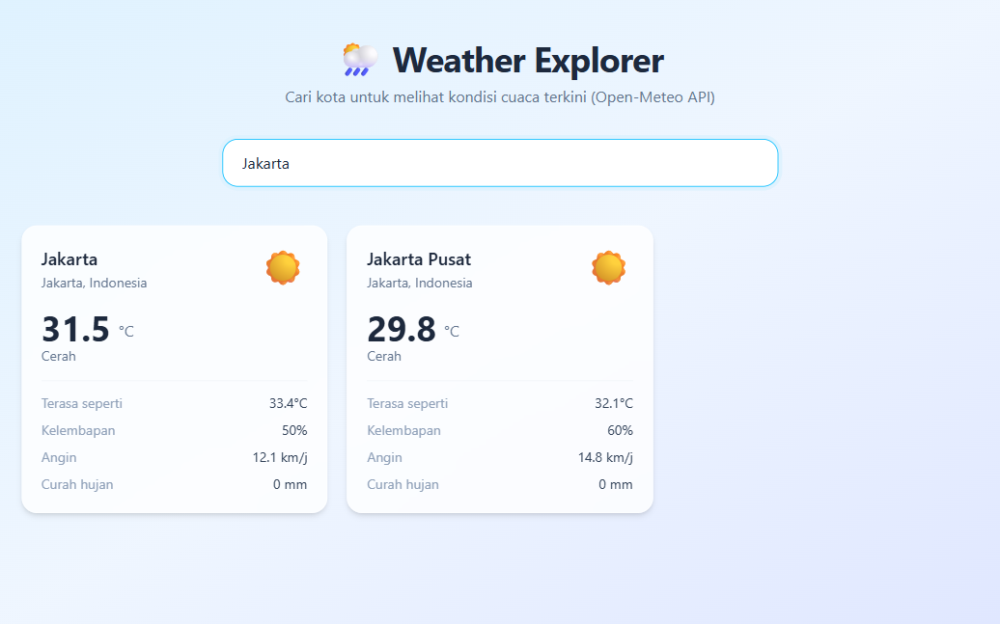 Weather Explorer
Cari kota untuk melihat kondisi cuaca terkini (Open-Meteo API)
Jakarta
Jakarta
Jakarta, Indonesia
31.5 °C
Cerah
Terasa seperti 33.4°C
Kelembapan 50%
Angin 12.1 km/j
Curah hujan 0 mm
Jakarta Pusat
Jakarta, Indonesia
29.8 °C
Cerah
Terasa seperti 32.1°C
Kelembapan 60%
Angin 14.8 km/j
Curah hujan 0 mm